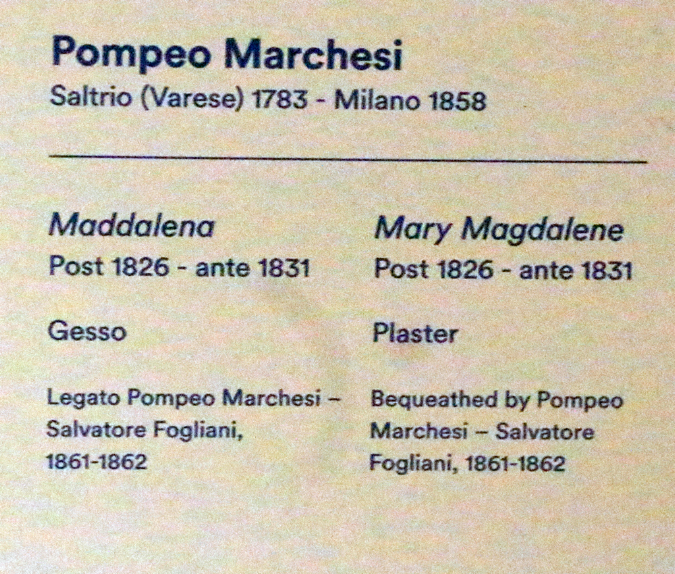 Pompeo Marchesi
Saltrio (Varese) 1783 - Milano 1858
Maddalena
Post 1826 - ante 1831
Gesso
Legato Pompeo Marchesi –
Salvatore Fogliani,
1861-1862
Mary Magdalene
Post 1826 - ante 1831
Plaster
Bequeathed by Pompeo
Marchesi – Salvatore
Fogliani, 1861-1862